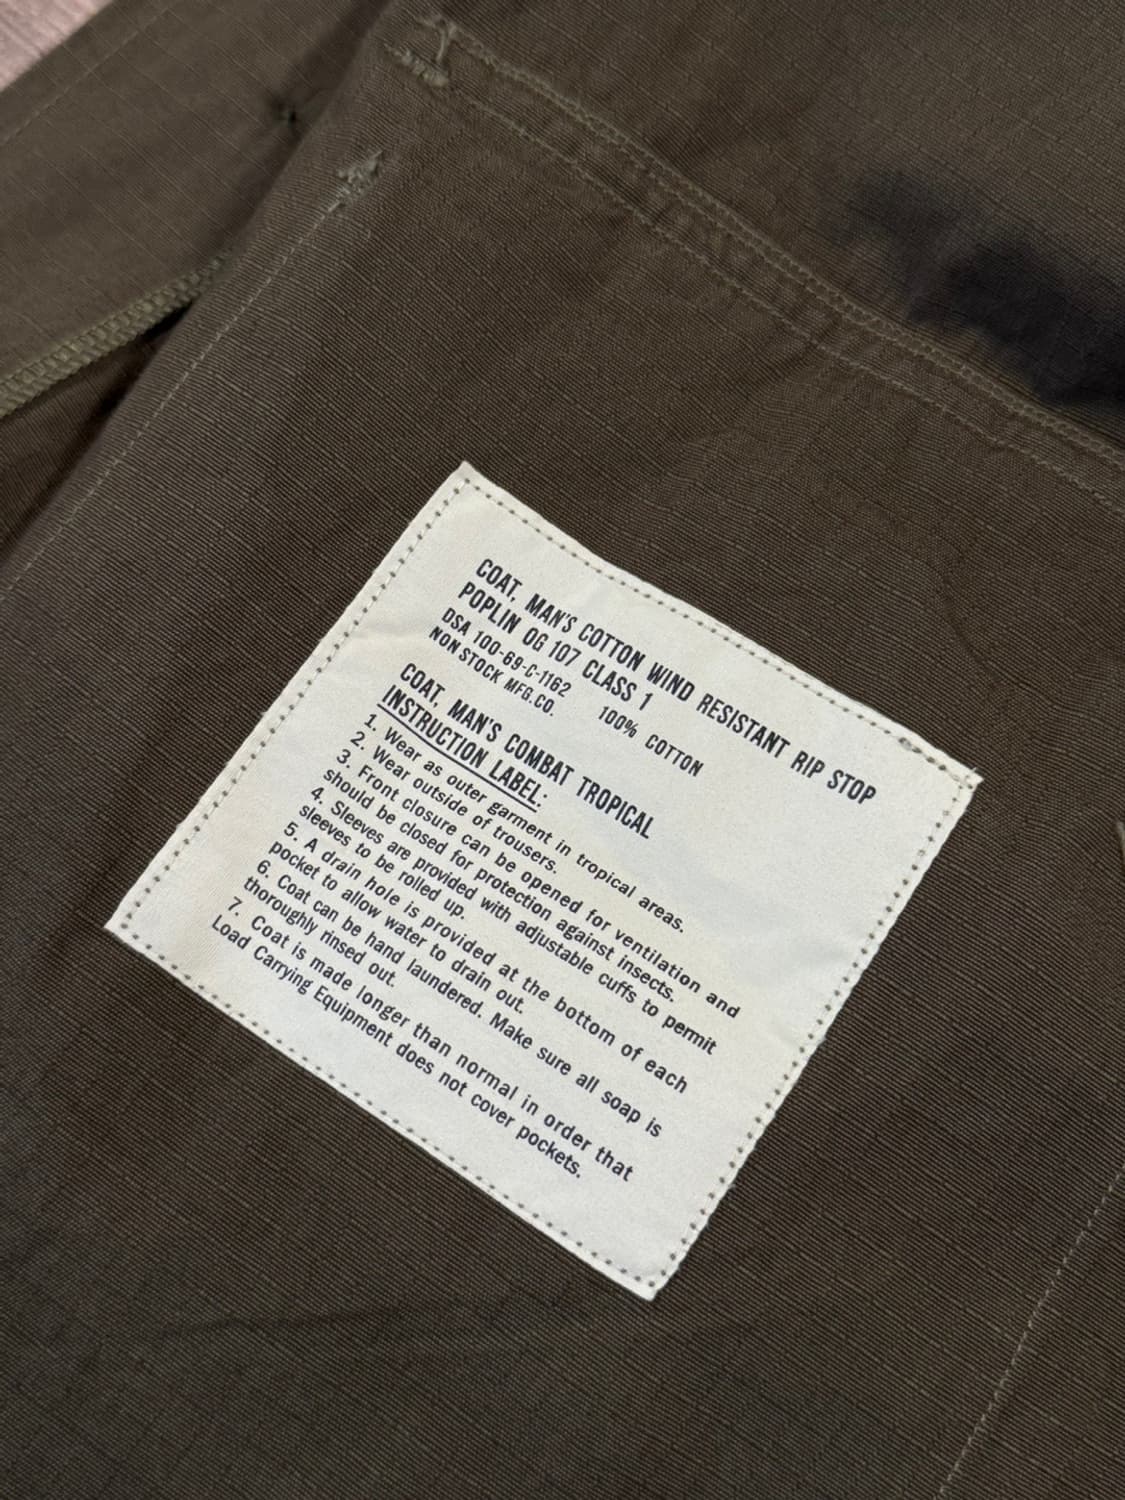 COAT, MAN'S COTTON WIND RESISTANT RIP STOP
POPLIN OG 107 CLASS 1
DSA 100-69-C-1162 100% COTTON
NON STOCK MFG.CO.
COAT, MAN'S COMBAT TROPICAL
INSTRUCTION LABEL:
1. Wear as outer garment in tropical areas.
2. Wear outside of trousers.
3. Front closure can be opened for ventilation and
should be closed for protection against insects.
4. Sleeves are provided with adjustable cuffs to permit
sleeves to be rolled up.
5. A drain hole is provided at the bottom of each
pocket to allow water to drain out.
6. Coat can be hand laundered. Make sure all soap is
thoroughly rinsed out.
7. Coat is made longer than normal in order that
Load Carrying Equipment does not cover pockets.